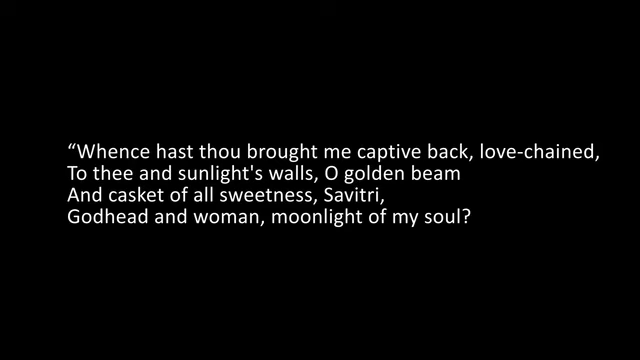 “Whence hast thou brought me captive back, love-chained,
To thee and sunlight's walls, O golden beam
And casket of all sweetness, Savitri,
Godhead and woman, moonlight of my soul?